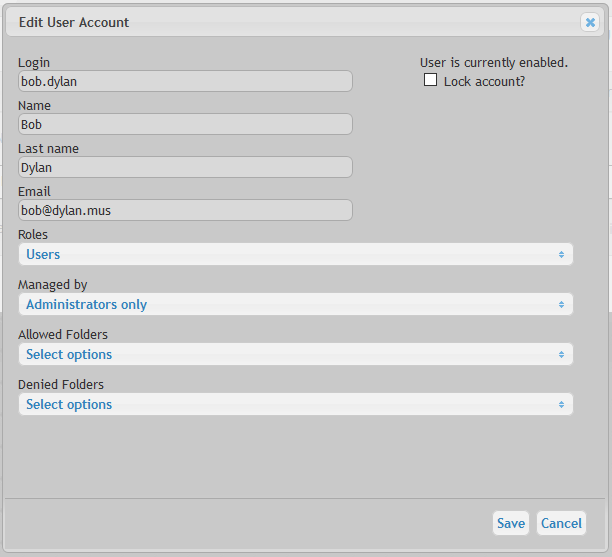 Edit User Account
Login
User is currently enabled.
bob.dylan
Lock account?
Name
Bob
Last name
Dylan
Email
bob@dylan.mus
Roles
Users
Managed by
Administrators only
Allowed Folders
Select options
Denied Folders
Select options
Save Cancel